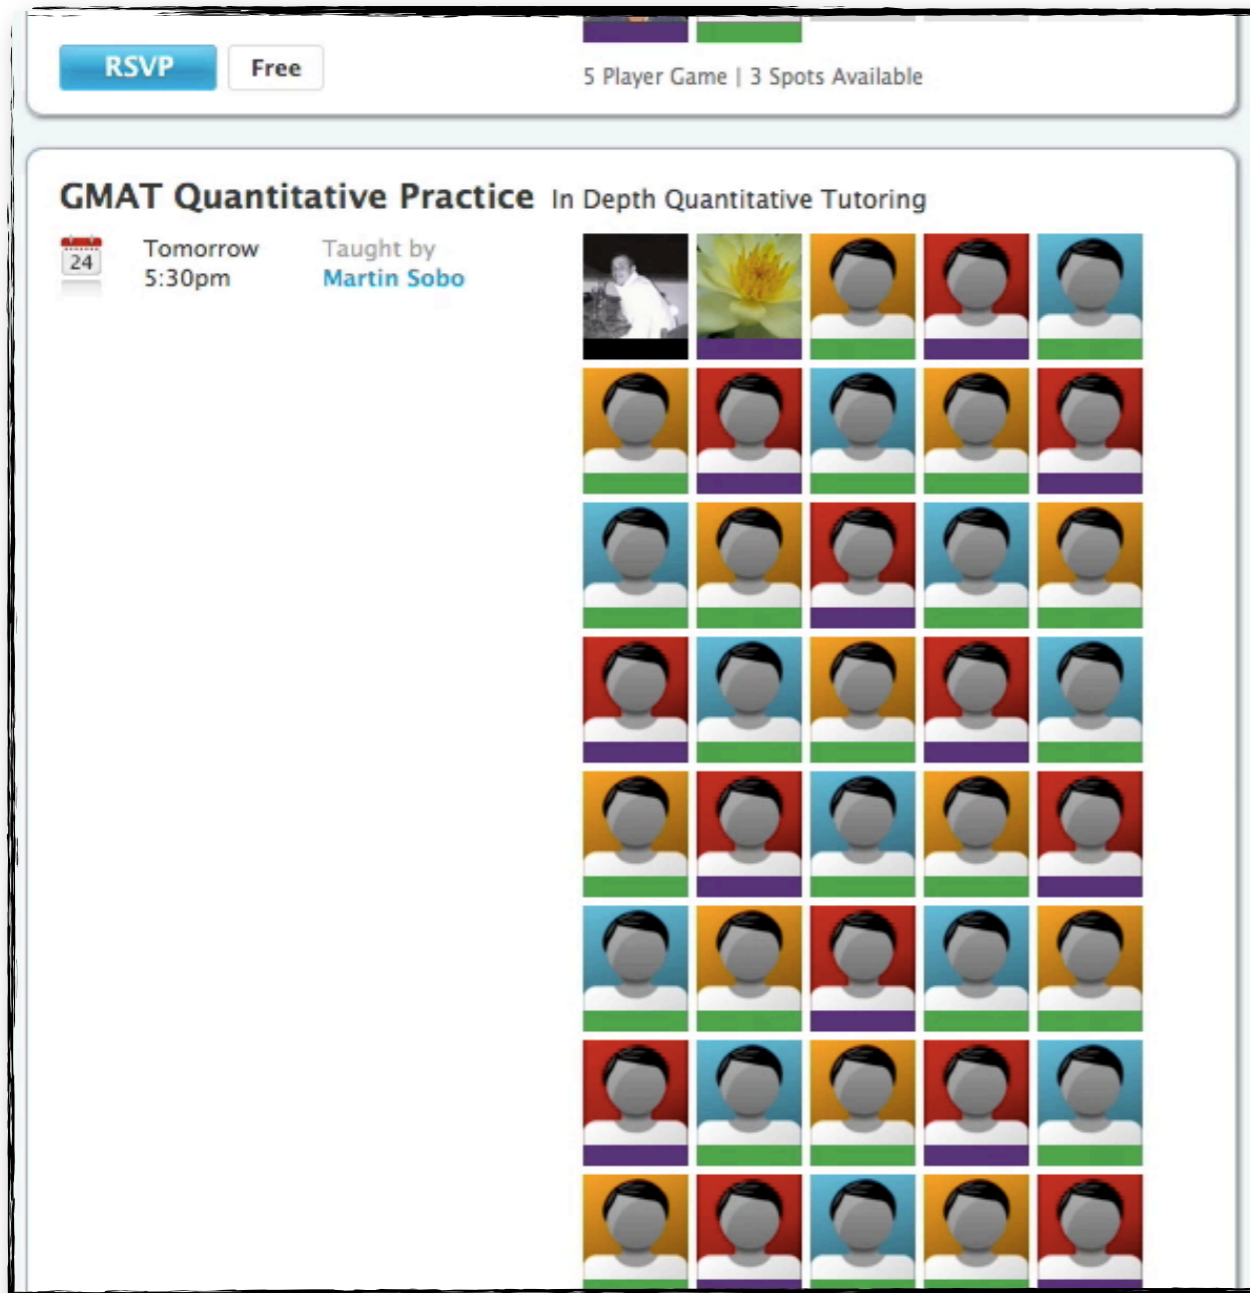 RSVP Free
5 Player Game | 3 Spots Available
GMAT Quantitative Practice In Depth Quantitative Tutoring
24
Tomorrow
5:30pm
Taught by
Martin Sobo